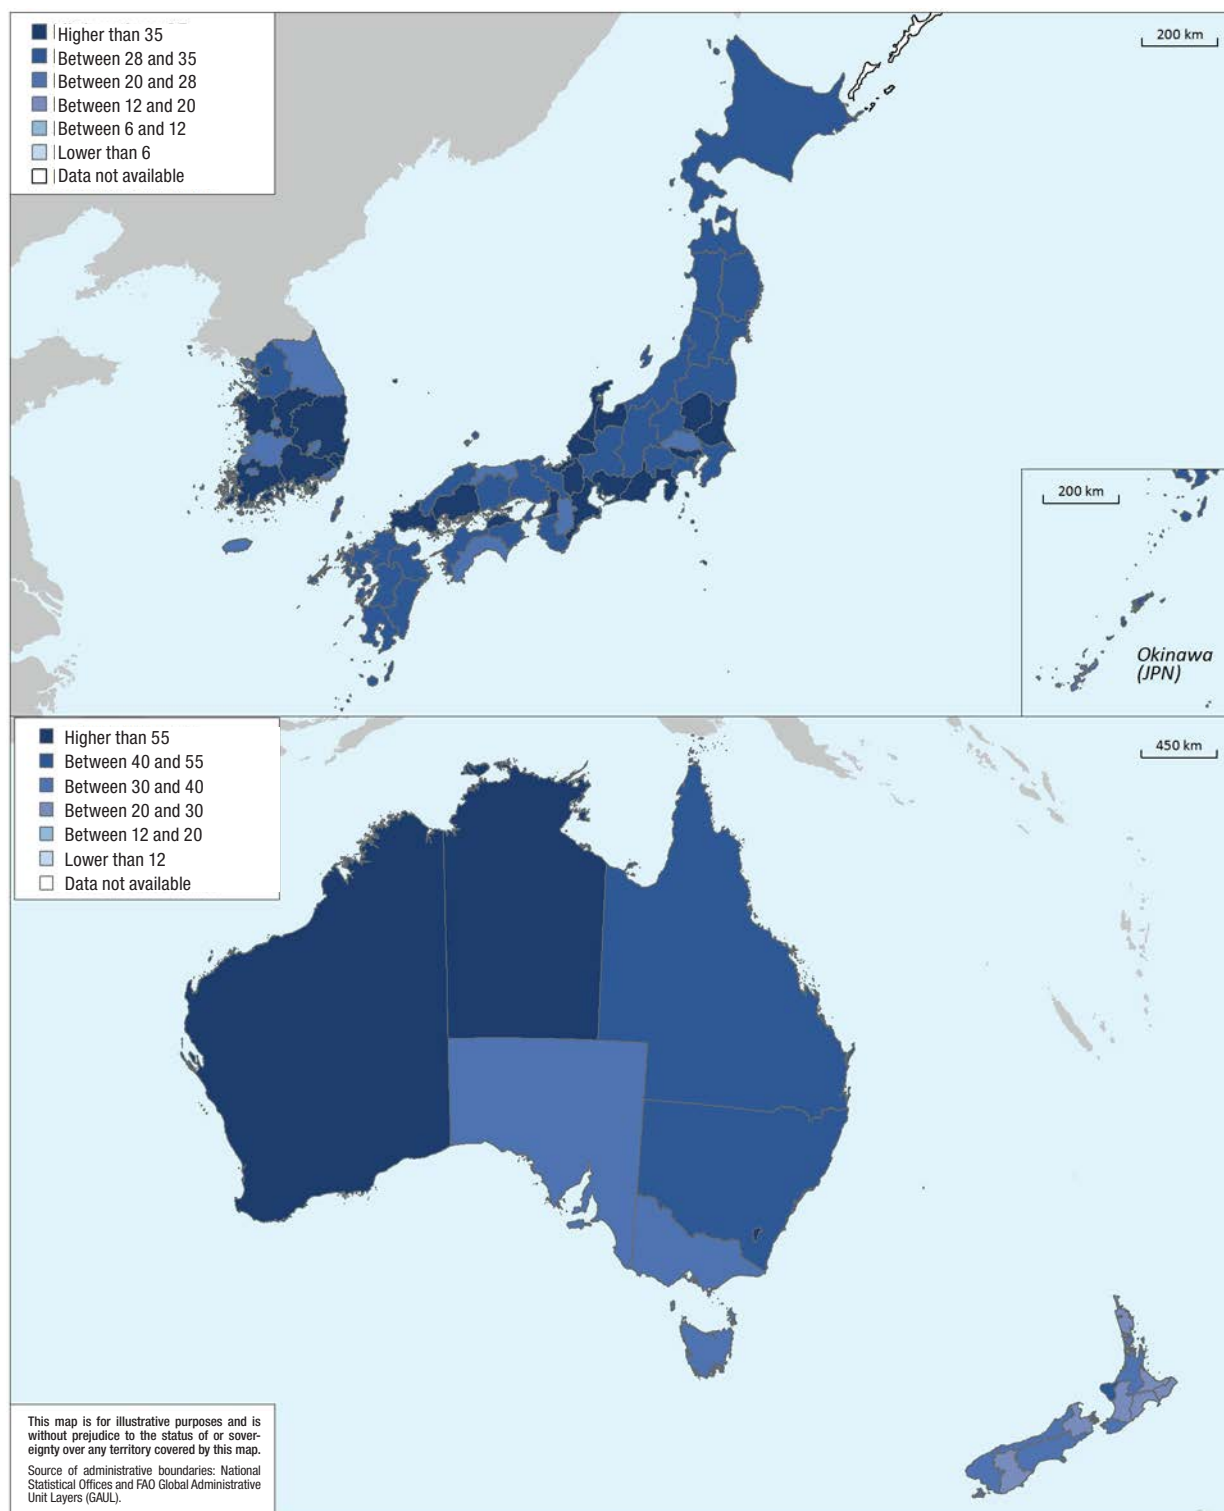 Higher than 35
Between 28 and 35
Between 20 and 28
Between 12 and 20
Between 6 and 12
Lower than 6
Data not available
200 km
200 km
Okinawa
(JPN)
Higher than 55
Between 40 and 55
Between 30 and 40
Between 20 and 30
Between 12 and 20
Lower than 12
Data not available
450 km
This map is for illustrative purposes and is
without prejudice to the status of or sover-
eignty over any territory covered by this map.
Source of administrative boundaries: National
Statistical Offices and FAO Global Administrative
Unit Layers (GAUL).